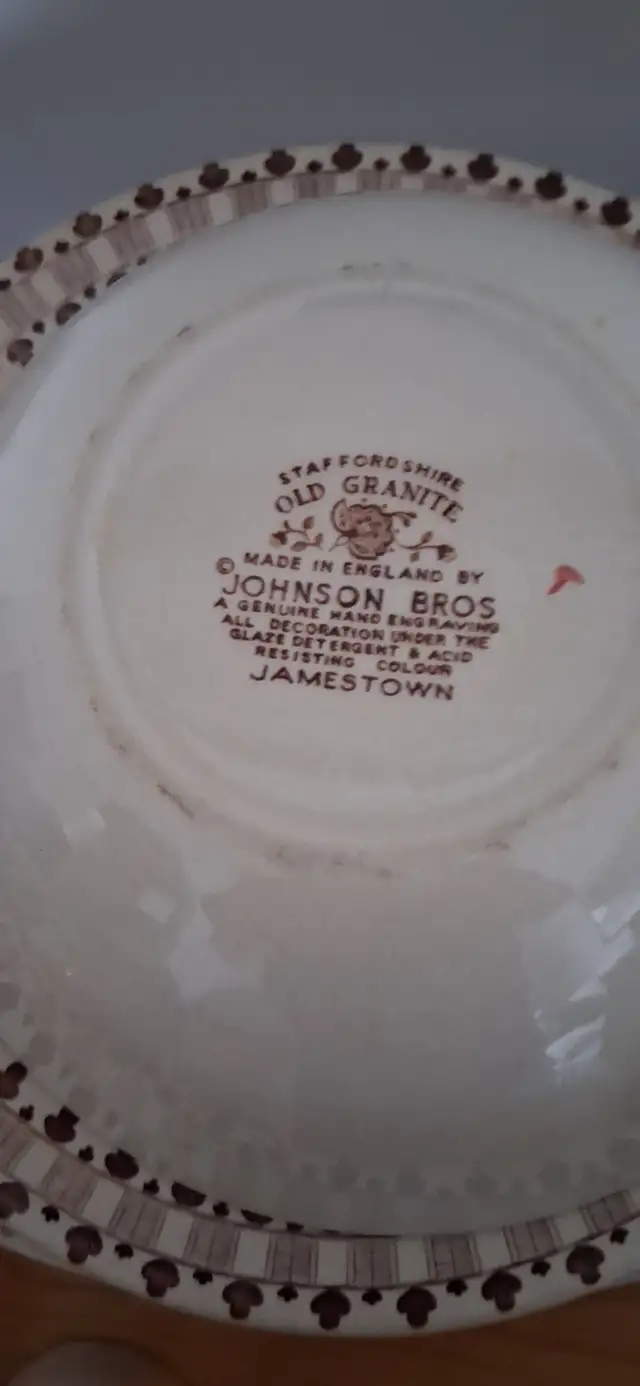 STAFFORDSHIRE
OLD GRANITE
© MADE IN ENGLAND BY
JOHNSON BROS
A GENUINE HAND ENGRAVING
ALL DECORATION UNDER THE
GLAZE DETERGENT & ACID
RESISTING COLOUR
JAMESTOWN